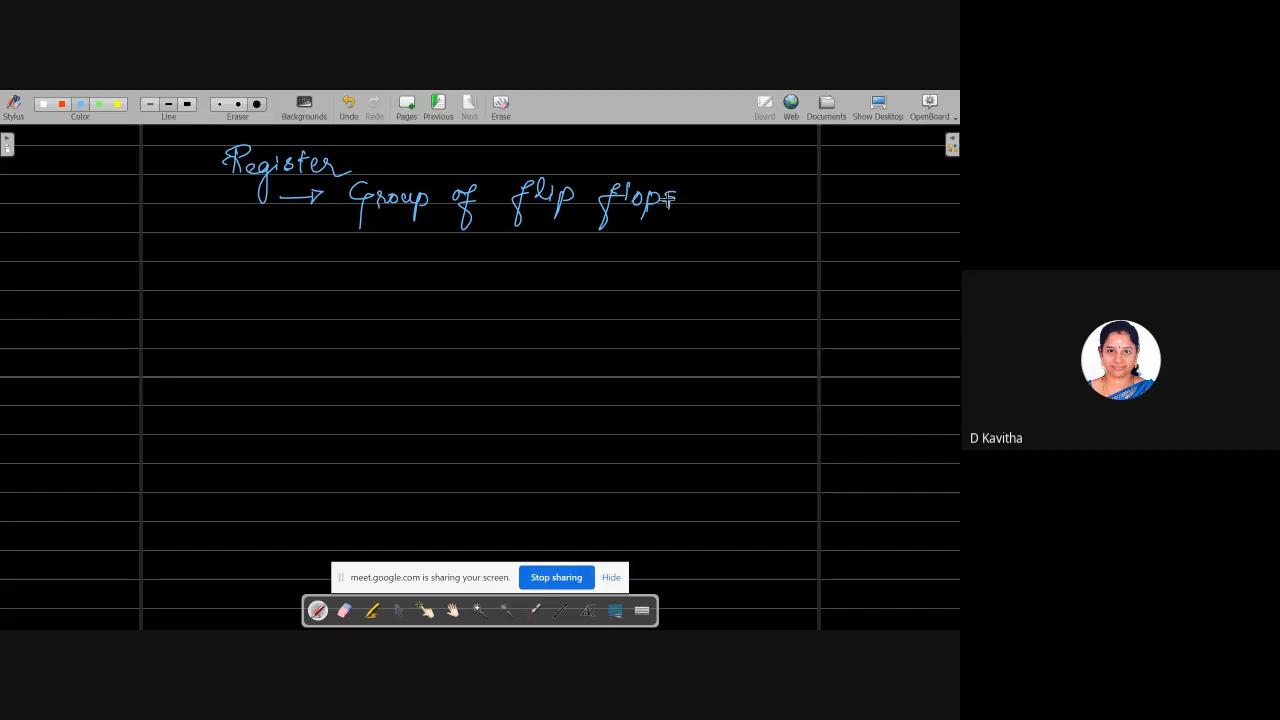 Stylus Color Line Eraser Backgrounds Undo Redo Pages Previous Next Erase Board Web Documents Show Desktop OpenBoard
Register
→ Group of flip flops
D Kavitha
meet.google.com is sharing your screen. Stop sharing Hide